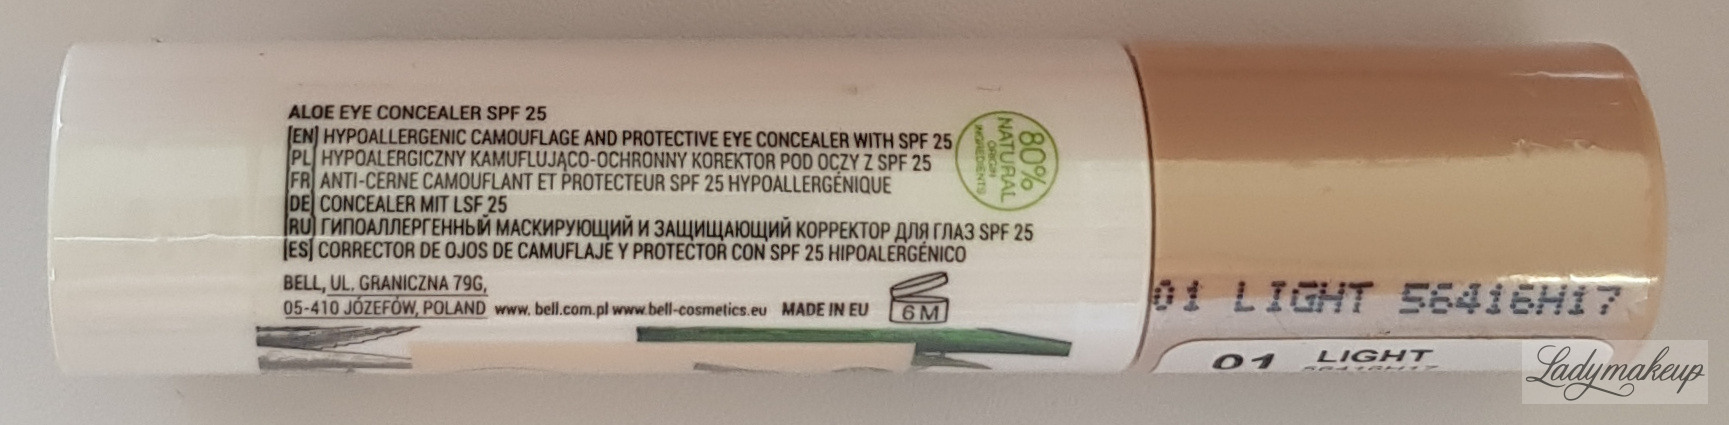 ALOE EYE CONCEALER SPF 25
EN HYPOALLERGENIC CAMOUFLAGE AND PROTECTIVE EYE CONCEALER WITH SPF 25
PL HYPOALERGICZNY KAMUFLUJĄCO-OCHRONNY KOREKTOR POD OCZY Z SPF 25
FR ANTI-CERNE CAMOUFLANT ET PROTECTEUR SPF 25 HYPOALLERGÉNIQUE
DE CONCEALER MIT LSF 25
RU ГИПОАЛЛЕРГЕННЫЙ МАСКИРУЮЩИЙ И ЗАЩИЩАЮЩИЙ КОРРЕКТОР ДЛЯ ГЛАЗ SPF 25
ES CORRECTOR DE OJOS DE CAMUFLAJE Y PROTECTOR CON SPF 25 HIPOALERGÉNICO
BELL, UL. GRANICZNA 79G,
05-410 JÓZEFÓW, POLAND www. bell.com.pl www.bell-cosmetics.eu MADE IN EU
6 M
80%
NATURAL
ORIGIN
INGREDIENTS
01 LIGHT 56416H17
01 LIGHT
56416H17
Ladymakeup